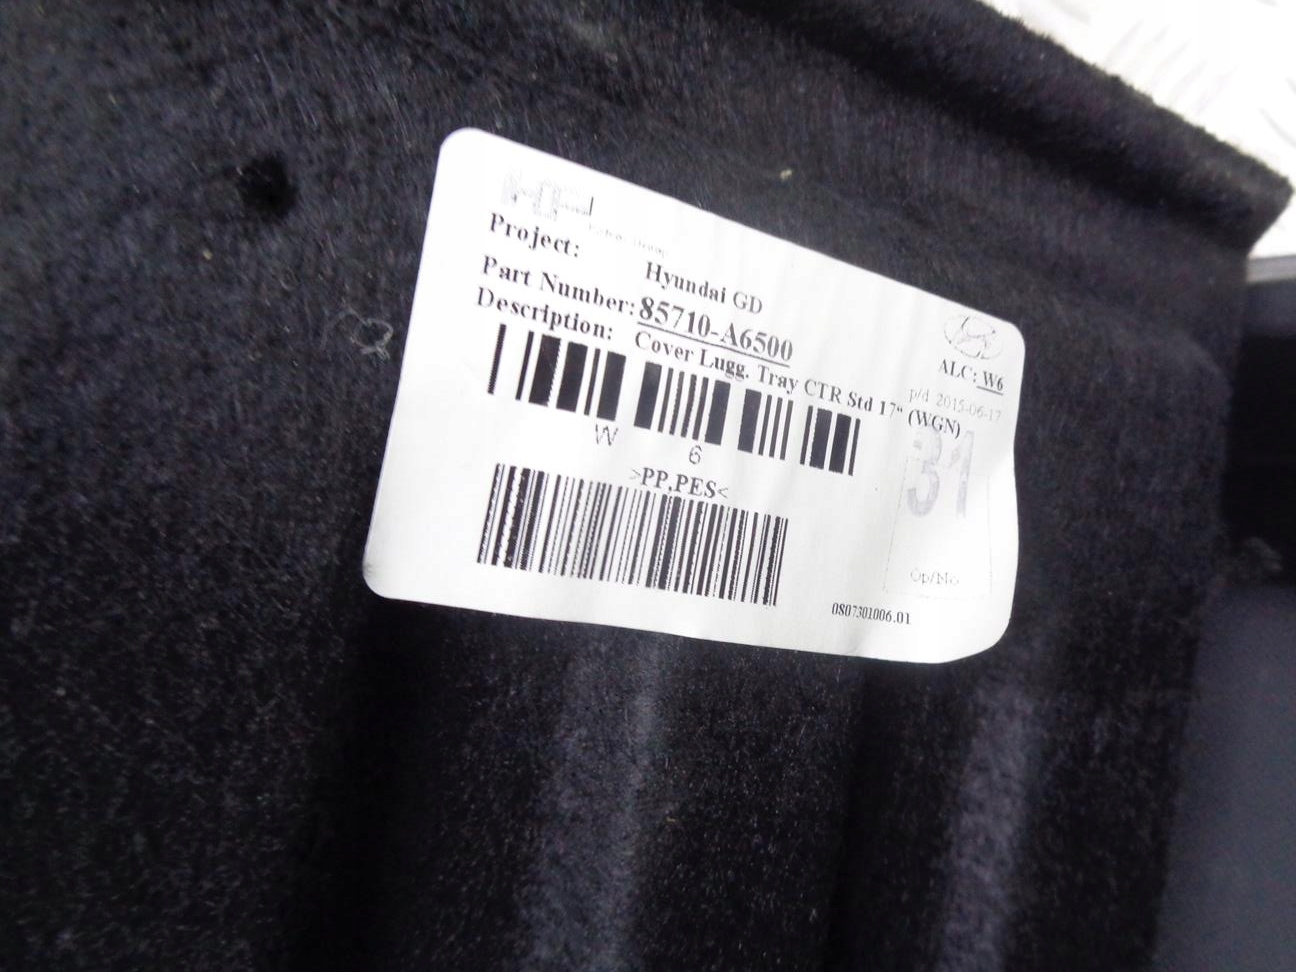 HP
Project: Hyundai GD
Part Number: 85710-A6500
Description: Cover Lugg. Tray CTR Std 17" (WGN)
ALC: W6
p/d 2015-06-17
W 6
31
>PP.PES<
Op/No
0807301006.01